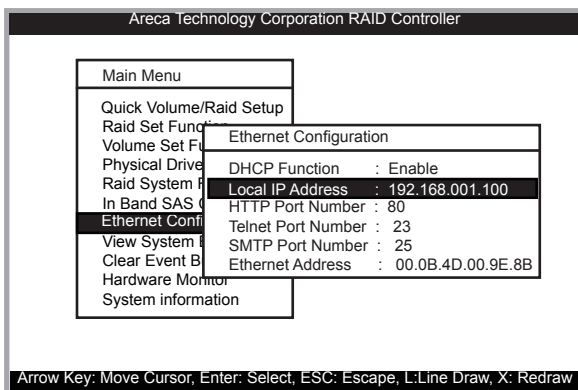 Areca Technology Corporation RAID Controller
Main Menu
Quick Volume/Raid Setup
Raid Set Function
Volume Set Fu
Physical Drive
Raid System F
In Band SAS
Ethernet Confi
View System E
Clear Event B
Hardware Monitor
System information
Ethernet Configuration
DHCP Function : Enable
Local IP Address : 192.168.001.100
HTTP Port Number : 80
Telnet Port Number : 23
SMTP Port Number : 25
Ethernet Address : 00.0B.4D.00.9E.8B
Arrow Key: Move Cursor, Enter: Select, ESC: Escape, L:Line Draw, X: Redraw